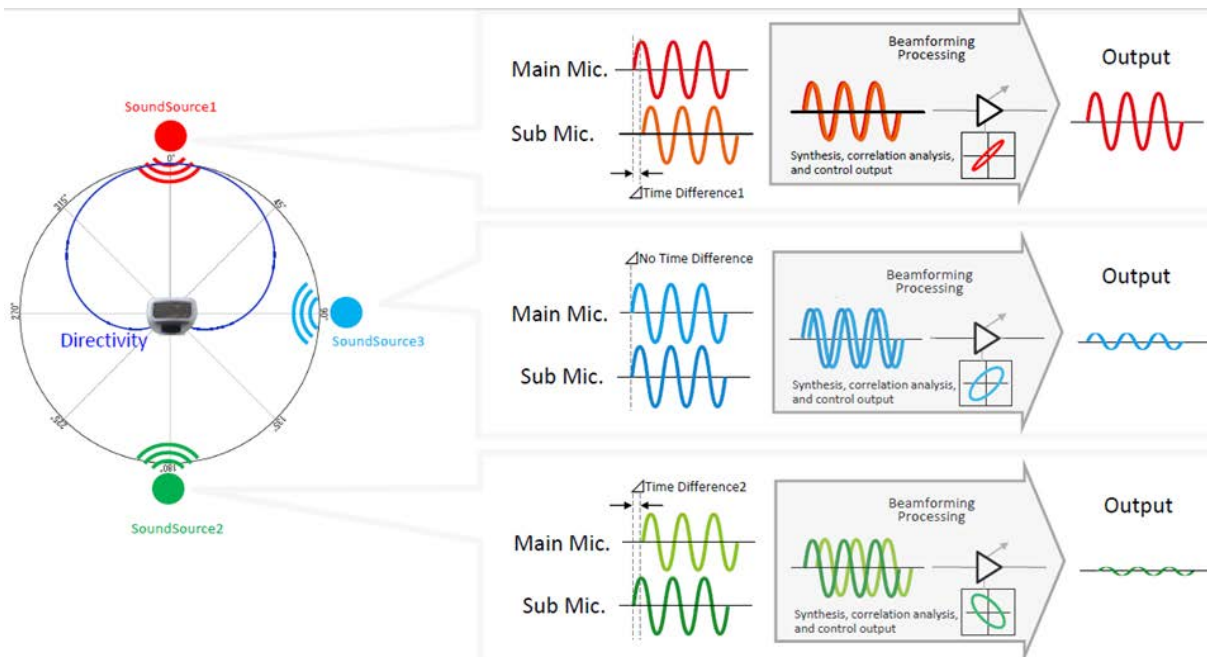 SoundSource1
0°
315°
45°
270°
90°
Directivity
SoundSource3
225°
135°
180°
SoundSource2
Main Mic.
Sub Mic.
⊿Time Difference1
Beamforming
Processing
Synthesis, correlation analysis,
and control output
Output
⊿No Time Difference
Main Mic.
Sub Mic.
Beamforming
Processing
Synthesis, correlation analysis,
and control output
Output
⊿Time Difference2
Main Mic.
Sub Mic.
Beamforming
Processing
Synthesis, correlation analysis,
and control output
Output